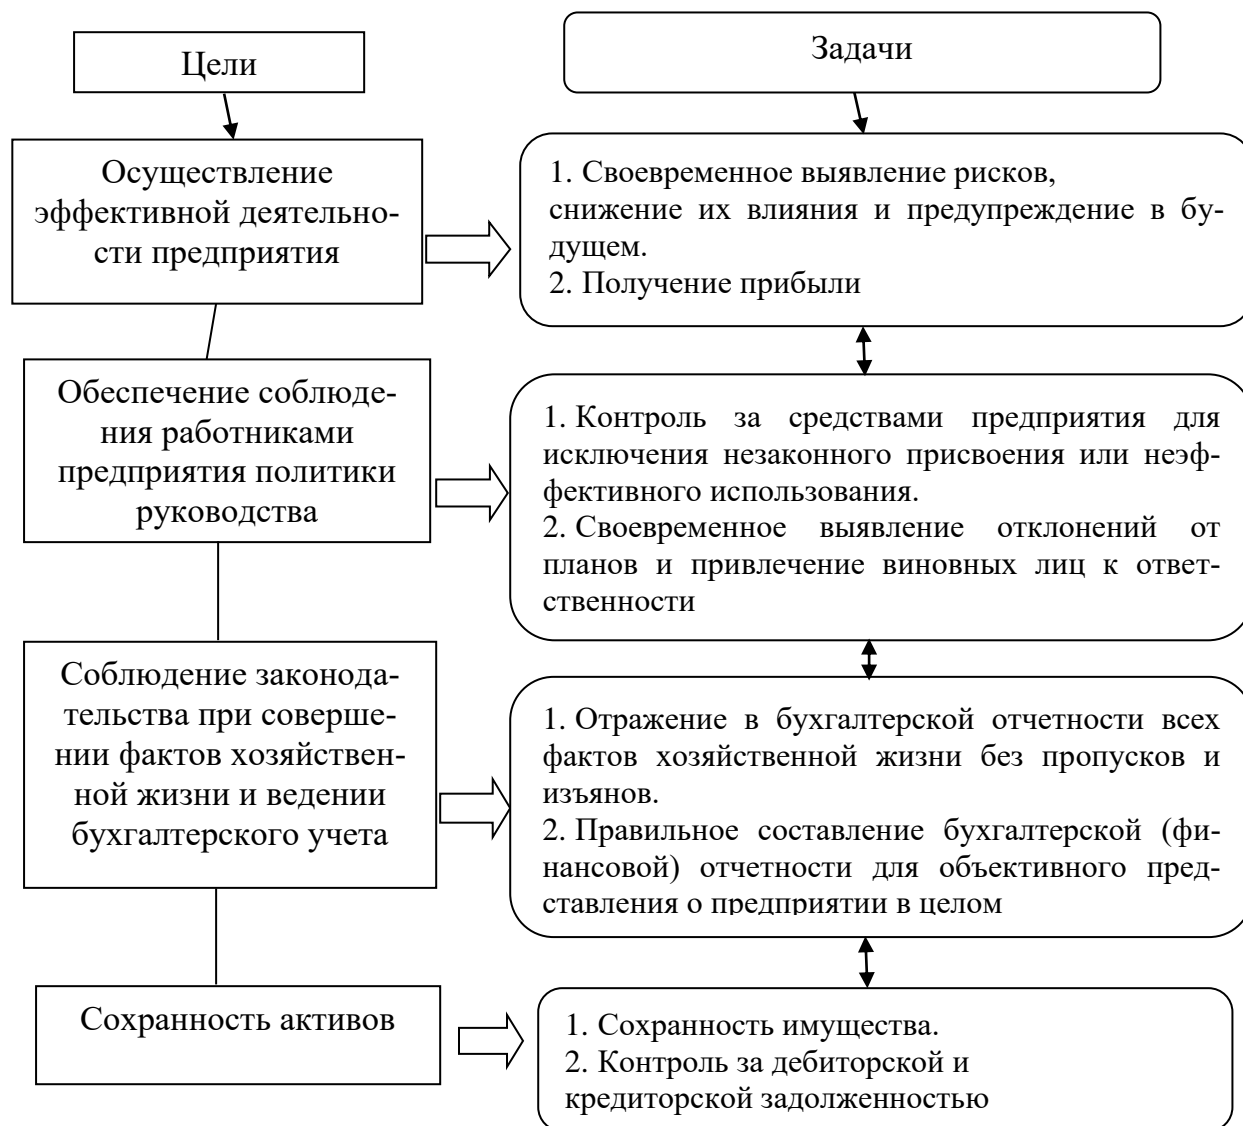 Цели
Задачи
Осуществление
эффективной деятельно-
сти предприятия
1. Своевременное выявление рисков,
снижение их влияния и предупреждение в бу-
дущем.
2. Получение прибыли
Обеспечение соблюде-
ния работниками
предприятия политики
руководства
1. Контроль за средствами предприятия для
исключения незаконного присвоения или неэф-
фективного использования.
2. Своевременное выявление отклонений от
планов и привлечение виновных лиц к ответ-
ственности
Соблюдение законода-
тельства при соверше-
нии фактов хозяйствен-
ной жизни и ведении
бухгалтерского учета
1. Отражение в бухгалтерской отчетности всех
фактов хозяйственной жизни без пропусков и
изъянов.
2. Правильное составление бухгалтерской (фи-
нансовой) отчетности для объективного пред-
ставления о предприятии в целом
Сохранность активов
1. Сохранность имущества.
2. Контроль за дебиторской и
кредиторской задолженностью